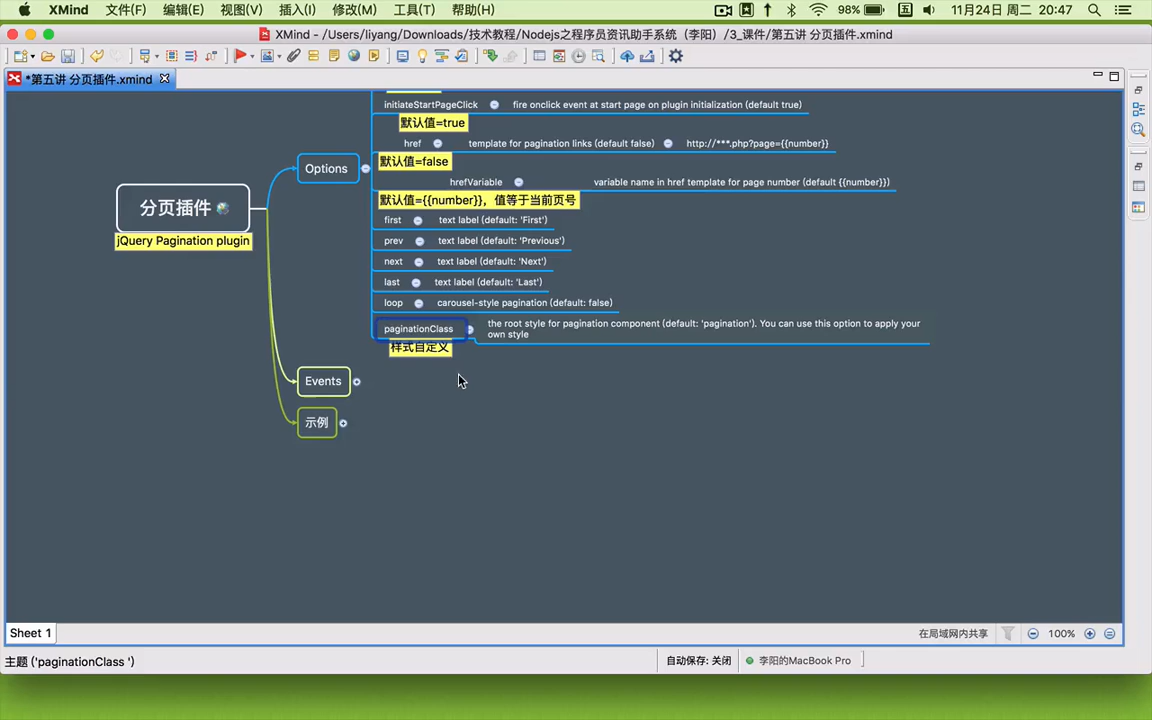 XMind 文件(F) 编辑(E) 视图(V) 插入(I) 修改(M) 工具(T) 帮助(H) 98% 五 11月24日 周二 20:47
XMind - /Users/liyang/Downloads/技术教程/Nodejs之程序员资讯助手系统（李阳）/3_课件/第五讲 分页插件.xmind
*第五讲 分页插件.xmind
initiateStartPageClick fire onclick event at start page on plugin initialization (default true)
默认值=true
href template for pagination links (default false) http://***.php?page={{number}}
默认值=false
Options
hrefVariable variable name in href template for page number (default {{number}})
默认值={{number}}，值等于当前页号
分页插件
first text label (default: 'First')
jQuery Pagination plugin
prev text label (default: 'Previous')
next text label (default: 'Next')
last text label (default: 'Last')
loop carousel-style pagination (default: false)
paginationClass the root style for pagination component (default: 'pagination'). You can use this option to apply your
own style
样式自定义
Events
示例
Sheet 1
在局域网内共享 100%
主题 ('paginationClass ')
自动保存: 关闭 李阳的MacBook Pro